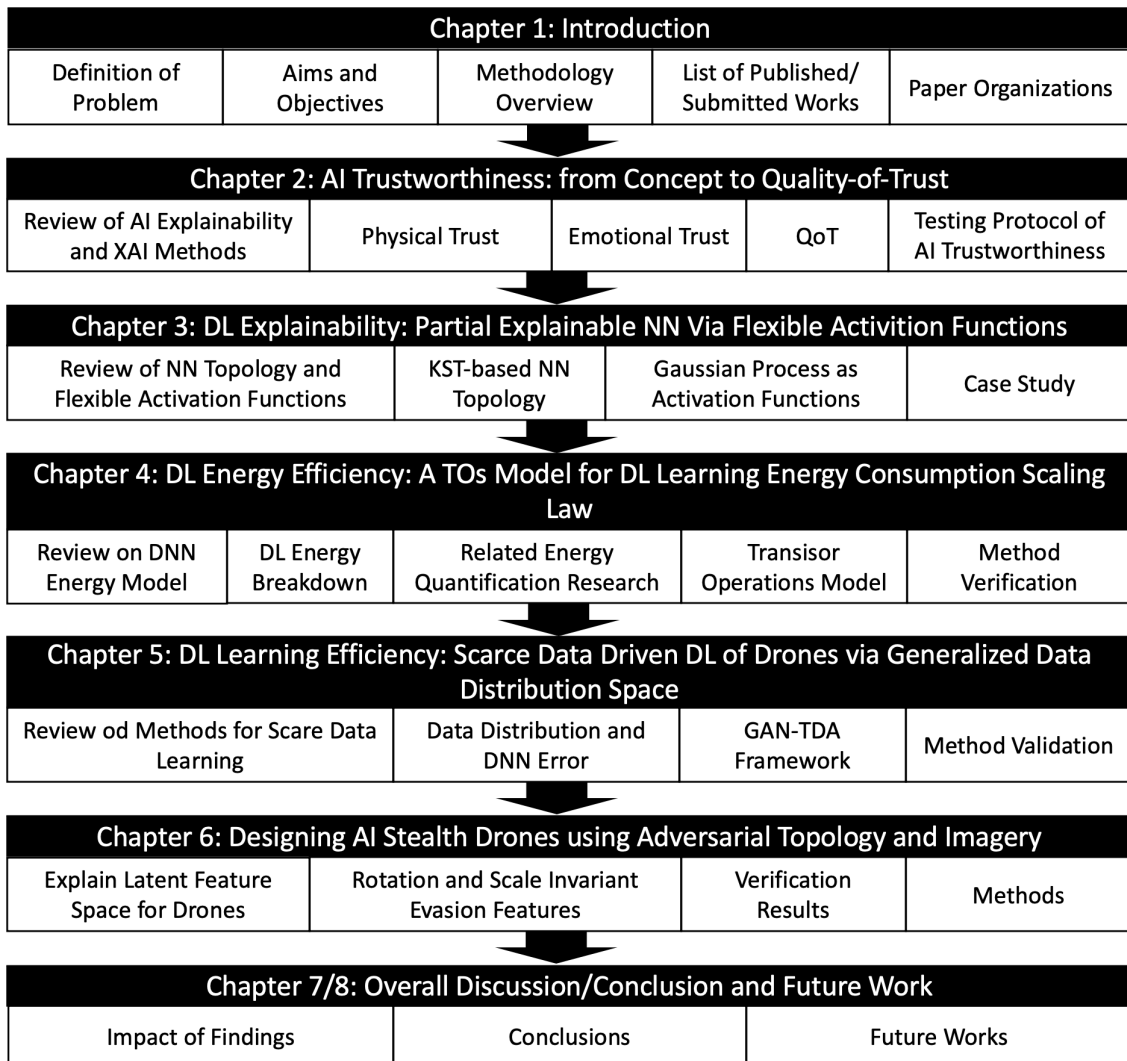 Chapter 1: Introduction
Definition of
Problem
Aims and
Objectives
Methodology
Overview
List of Published/
Submitted Works
Paper Organizations
Chapter 2: AI Trustworthiness: from Concept to Quality-of-Trust
Review of AI Explainability
and XAI Methods
Physical Trust
Emotional Trust
QoT
Testing Protocol of
AI Trustworthiness
Chapter 3: DL Explainability: Partial Explainable NN Via Flexible Activition Functions
Review of NN Topology and
Flexible Activation Functions
KST-based NN
Topology
Gaussian Process as
Activation Functions
Case Study
Chapter 4: DL Energy Efficiency: A TOs Model for DL Learning Energy Consumption Scaling
Law
Review on DNN
Energy Model
DL Energy
Breakdown
Related Energy
Quantification Research
Transisor
Operations Model
Method
Verification
Chapter 5: DL Learning Efficiency: Scarce Data Driven DL of Drones via Generalized Data
Distribution Space
Review od Methods for Scare Data
Learning
Data Distribution and
DNN Error
GAN-TDA
Framework
Method Validation
Chapter 6: Designing AI Stealth Drones using Adversarial Topology and Imagery
Explain Latent Feature
Space for Drones
Rotation and Scale Invariant
Evasion Features
Verification
Results
Methods
Chapter 7/8: Overall Discussion/Conclusion and Future Work
Impact of Findings
Conclusions
Future Works